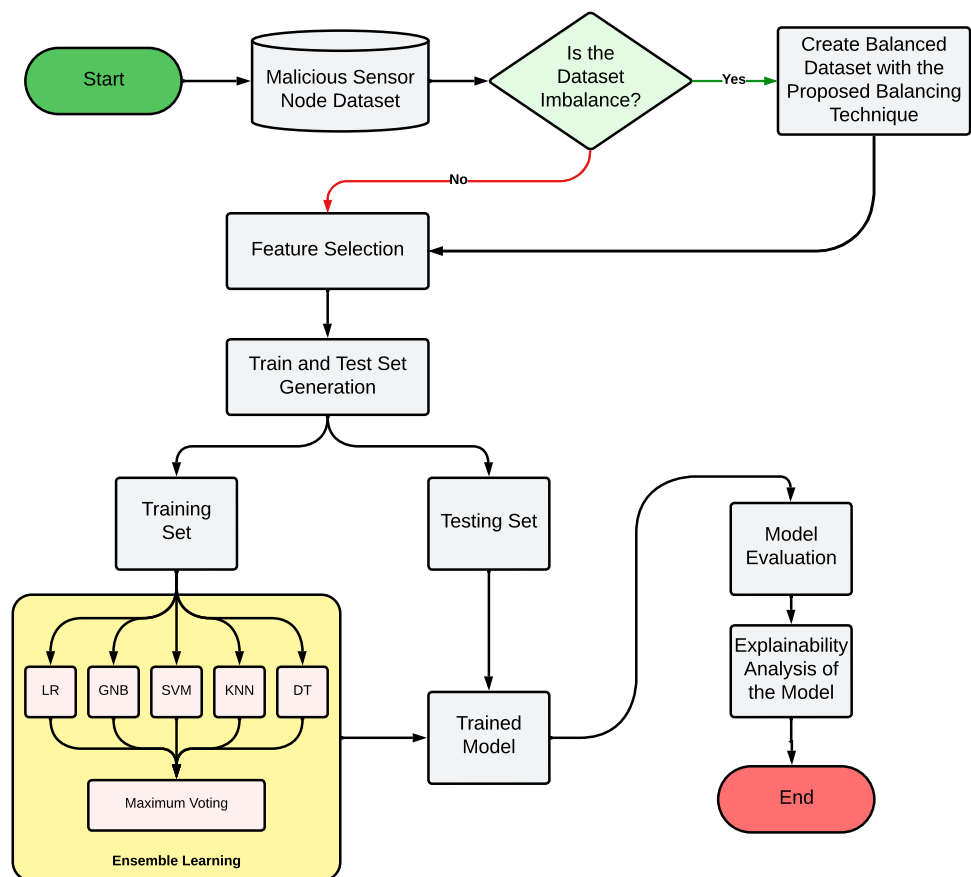 Start
Malicious Sensor
Node Dataset
Is the
Dataset
Imbalance?
Yes
Create Balanced
Dataset with the
Proposed Balancing
Technique
No
Feature Selection
Train and Test Set
Generation
Training
Set
Testing Set
Model
Evaluation
LR
GNB
SVM
KNN
DT
Explainability
Analysis of
the Model
Trained
Model
Maximum Voting
End
Ensemble Learning